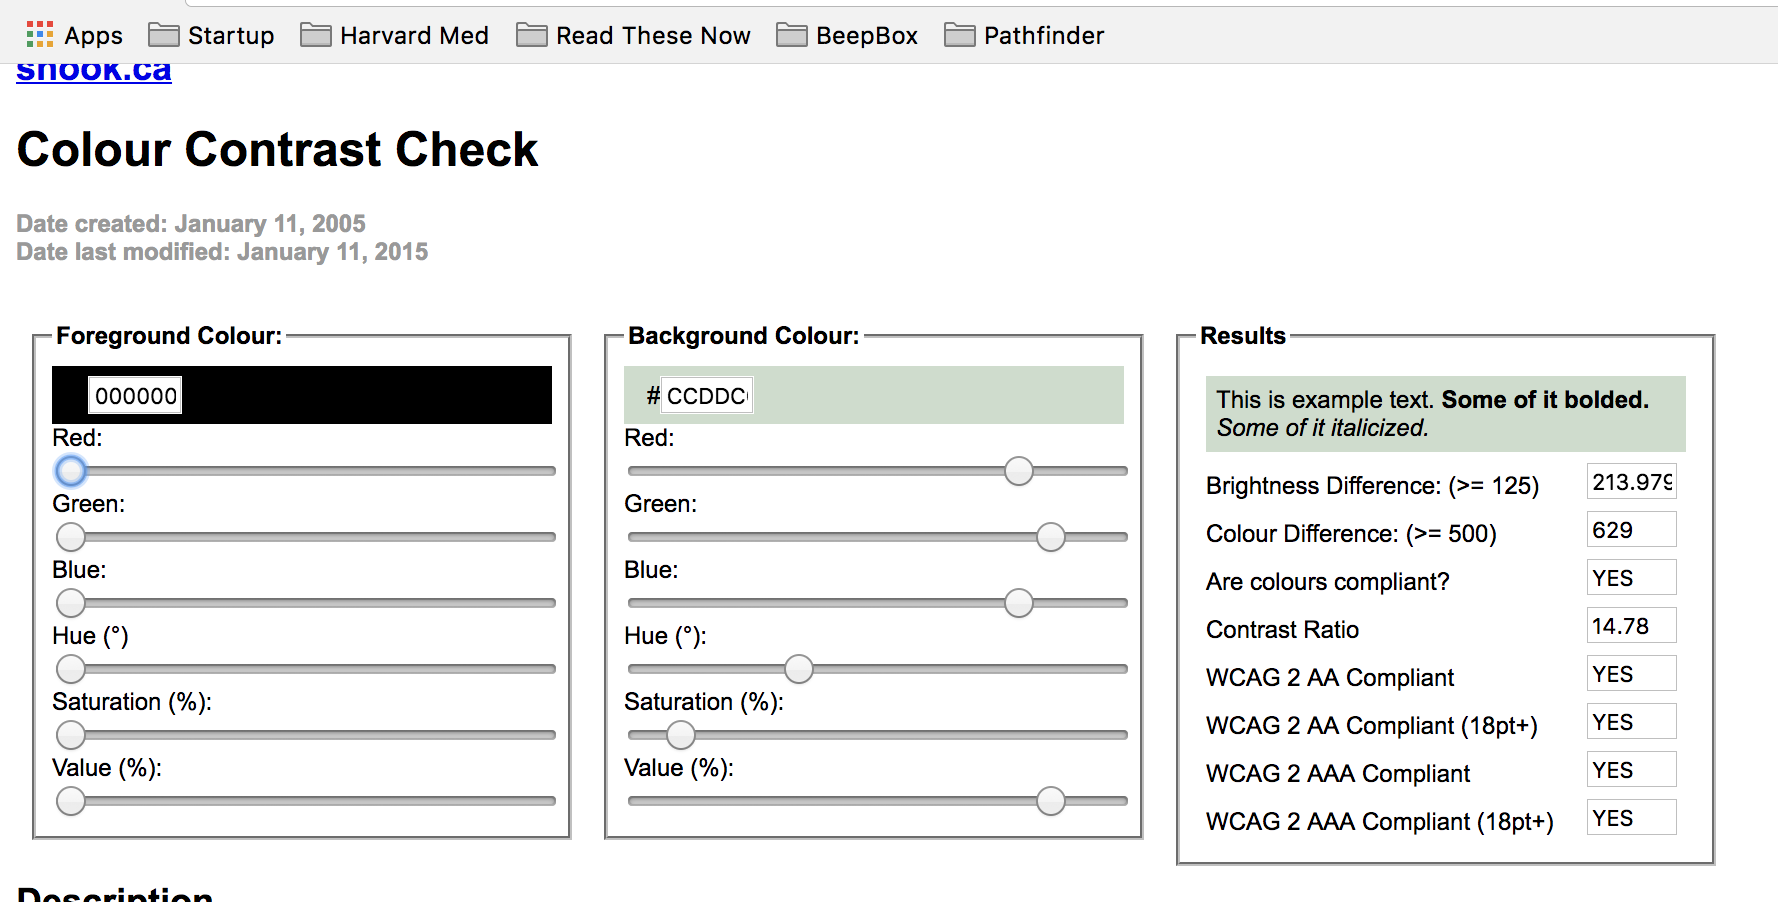 Apps Startup Harvard Med Read These Now BeepBox Pathfinder
snook.ca
Colour Contrast Check
Date created: January 11, 2005
Date last modified: January 11, 2015
Foreground Colour:
000000
Red:
Green:
Blue:
Hue (°)
Saturation (%):
Value (%):
Background Colour:
#CCDDC
Red:
Green:
Blue:
Hue (°):
Saturation (%):
Value (%):
Results
This is example text. Some of it bolded.
Some of it italicized.
Brightness Difference: (>= 125) 213.979
Colour Difference: (>= 500) 629
Are colours compliant? YES
Contrast Ratio 14.78
WCAG 2 AA Compliant YES
WCAG 2 AA Compliant (18pt+) YES
WCAG 2 AAA Compliant YES
WCAG 2 AAA Compliant (18pt+) YES
Description